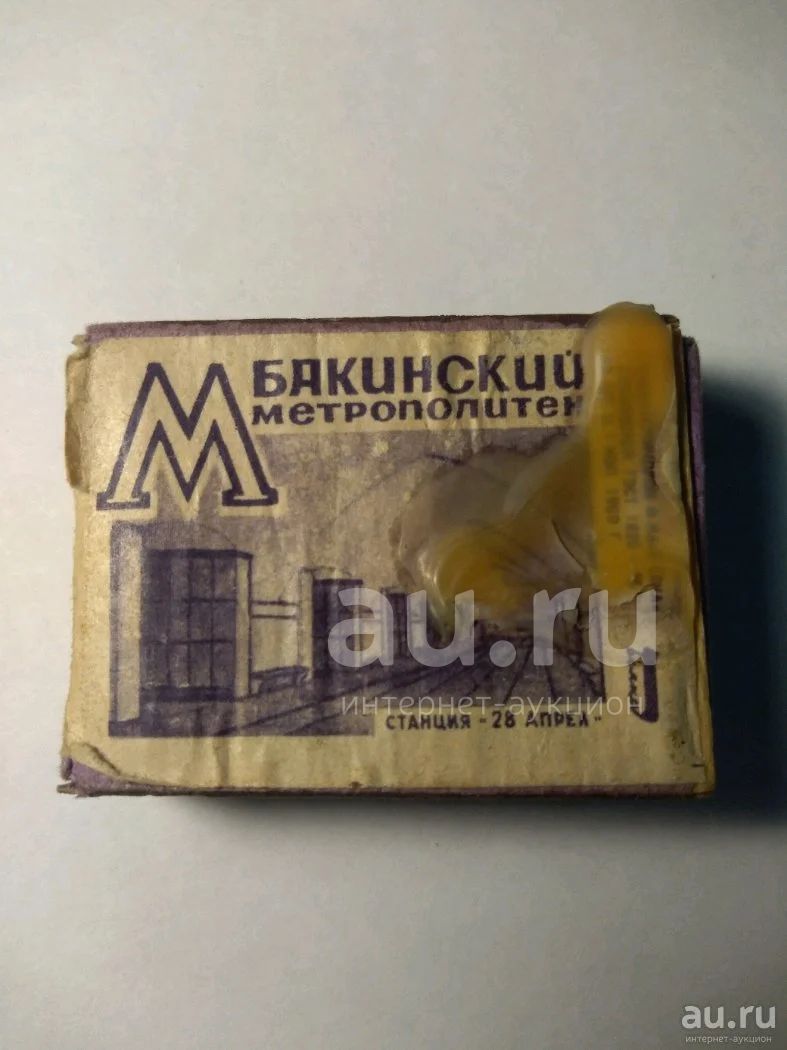 М
БАКИНСКИЙ
метрополитен
СТАНЦИЯ "28 АПРЕЛ"
au.ru
интернет-аукцион
au.ru
интернет-аукцион